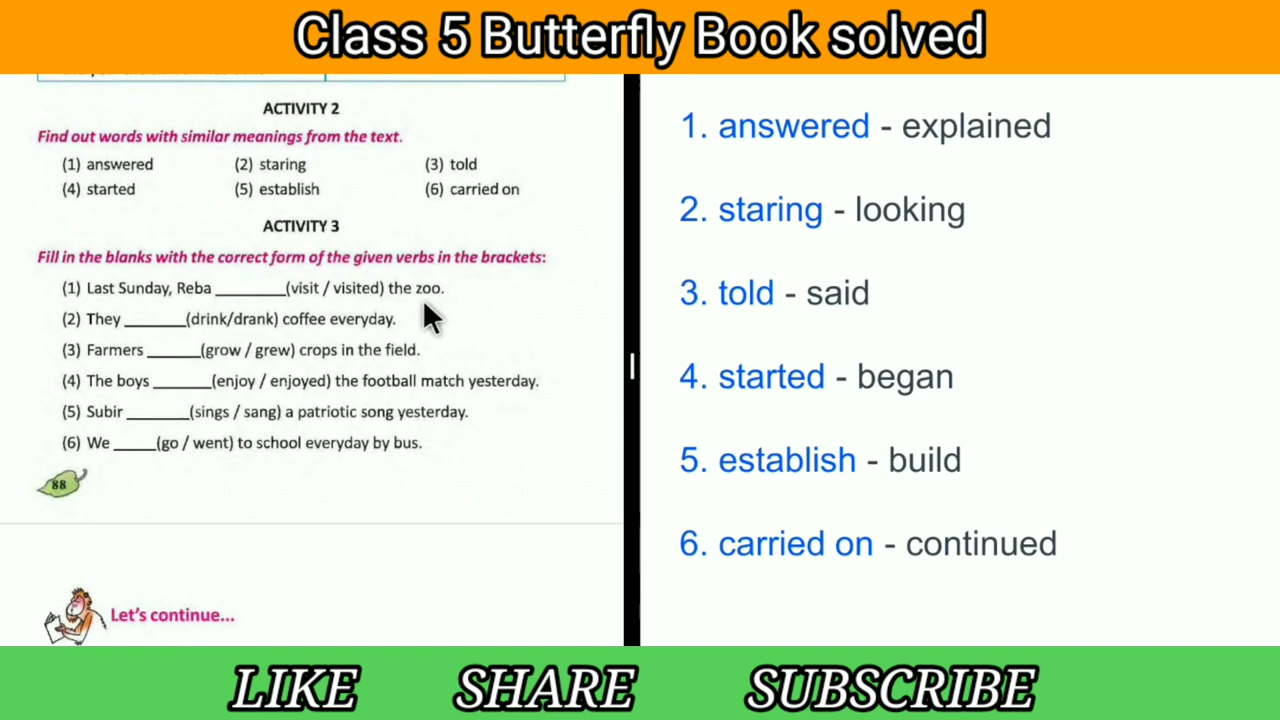 Class 5 Butterfly Book solved
ACTIVITY 2
Find out words with similar meanings from the text.
(1) answered (2) staring (3) told
(4) started (5) establish (6) carried on
ACTIVITY 3
Fill in the blanks with the correct form of the given verbs in the brackets:
(1) Last Sunday, Reba ________(visit / visited) the zoo.
(2) They _______(drink/drank) coffee everyday.
(3) Farmers ______(grow / grew) crops in the field.
(4) The boys _______(enjoy / enjoyed) the football match yesterday.
(5) Subir _______(sings / sang) a patriotic song yesterday.
(6) We _____(go / went) to school everyday by bus.
88
Let's continue...
1. answered - explained
2. staring - looking
3. told - said
4. started - began
5. establish - build
6. carried on - continued
LIKE SHARE SUBSCRIBE